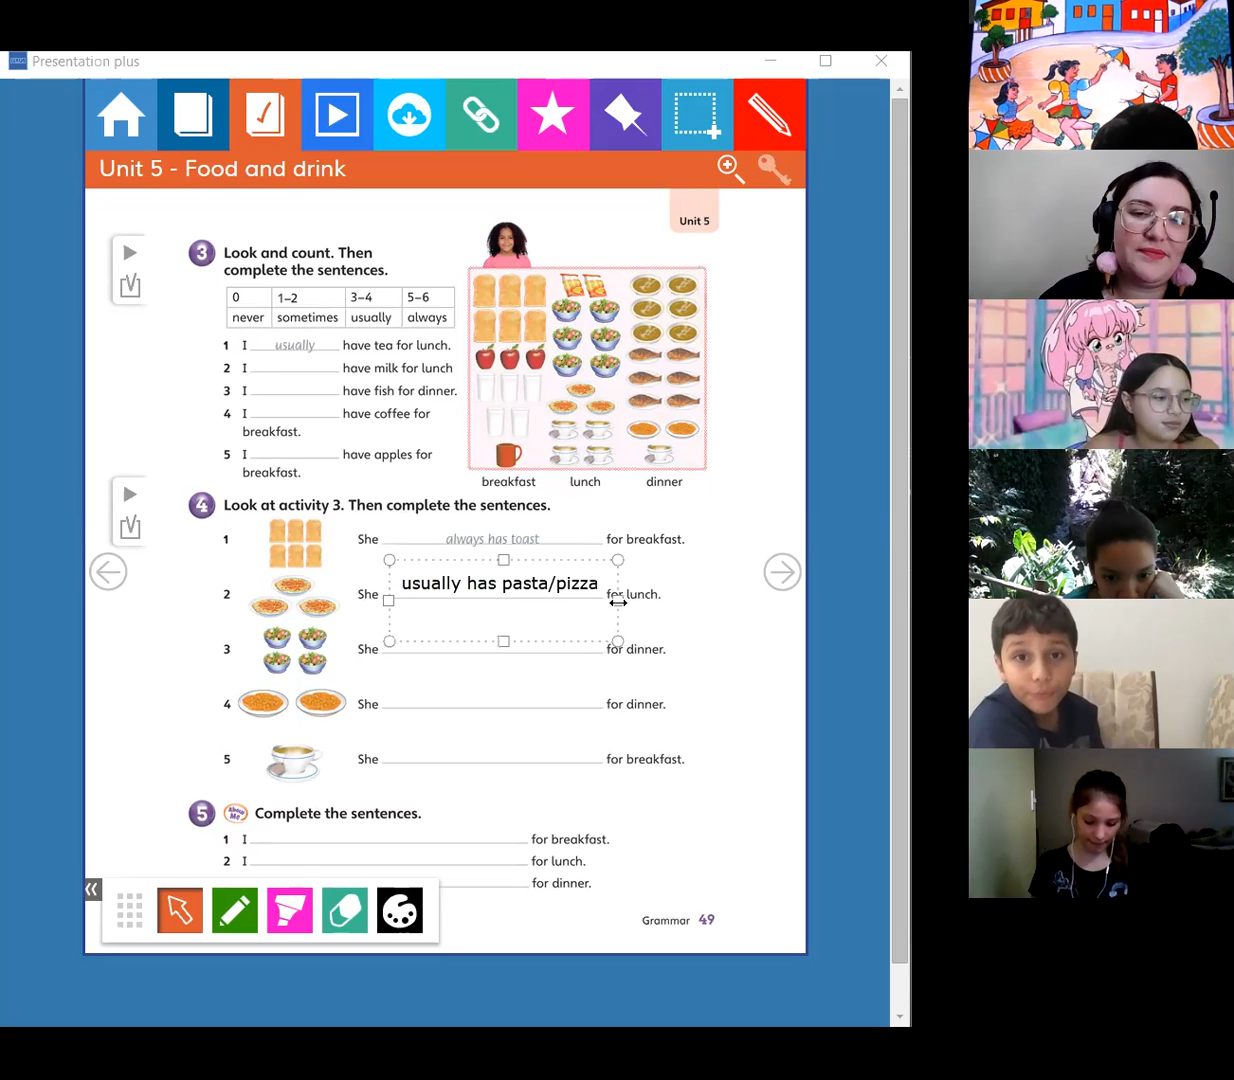 Presentation plus
Unit 5 - Food and drink
Unit 5
3 Look and count. Then
complete the sentences.
0 1–2 3–4 5–6
never sometimes usually always
1 I usually have tea for lunch.
2 I have milk for lunch
3 I have fish for dinner.
4 I have coffee for
breakfast.
5 I have apples for
breakfast.
breakfast lunch dinner
4 Look at activity 3. Then complete the sentences.
1 She always has toast for breakfast.
usually has pasta/pizza
2 She for lunch.
3 She for dinner.
4 She for dinner.
5 She for breakfast.
5 About Me Complete the sentences.
1 I for breakfast.
2 I for lunch.
for dinner.
Grammar 49